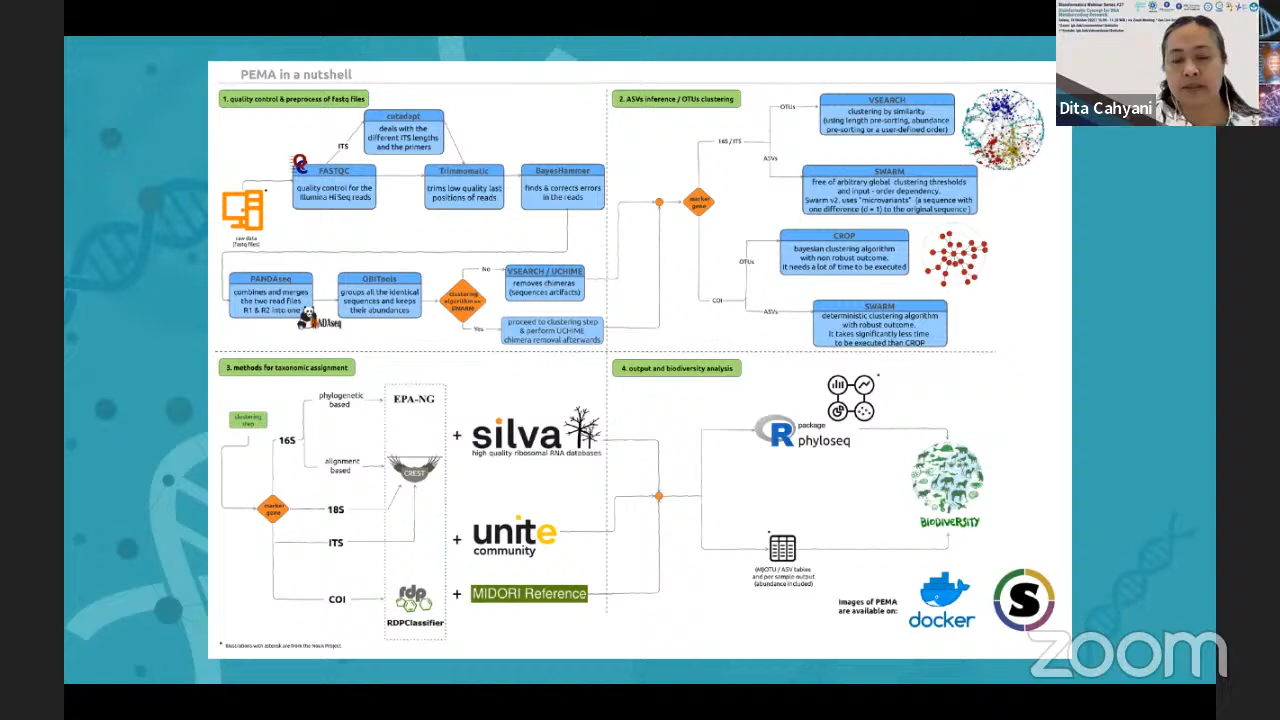 PEMA in a nutshell
1. quality control & preprocess of fastq files
cutadapt
deals with the
different ITS lengths
and the primers
ITS
FASTQC
quality control for the
Illumina HiSeq reads
Trimmomatic
trims low quality last
positions of reads
BayesHammer
finds & corrects errors
in the reads
raw data
(fastq files)
PANDAseq
combines and merges
the two read files
R1 & R2 into one
OBITools
groups all the identical
sequences and keeps
their abundances
clustering
algorithm
No
VSEARCH / UCHIME
removes chimeras
(sequences artifacts)
Yes
proceed to clustering step
& perform UCHIME
chimera removal afterwards.
2. ASVs inference / OTUs clustering
marker
gene
16S / ITS
OTUs
VSEARCH
clustering by similarity
(using length pre-sorting, abundance
pre-sorting or a user-defined order)
ASVs
SWARM
free of arbitrary global clustering thresholds
and input - order dependency.
Swarm v2. uses "microvariants" (a sequence with
one difference (d = 1) to the original sequence )
COI
OTUs
CROP
bayesian clustering algorithm
with non robust outcome.
it needs a lot of time to be executed
ASVs
SWARM
deterministic clustering algorithm
with robust outcome.
It takes significantly less time
to be executed than CROP
3. methods for taxonomic assignment
clustering
step
marker
gene
16S
phylogenetic
based
alignment
based
18S
ITS
COI
EPA-NG
CREST
rdp
RDPClassifier
+ silva
high quality ribosomal RNA databases
+ unite
community
+ MIDORI Reference
4. output and biodiversity analysis
R
package
phyloseq
BIODIVERSITY
(M)OTU / ASV tables
and per sample output
(abundance included)
Images of PEMA
are available on:
docker
S
* Illustrations with asterisk are from the Noun Project
Dita Cahyani
zoom